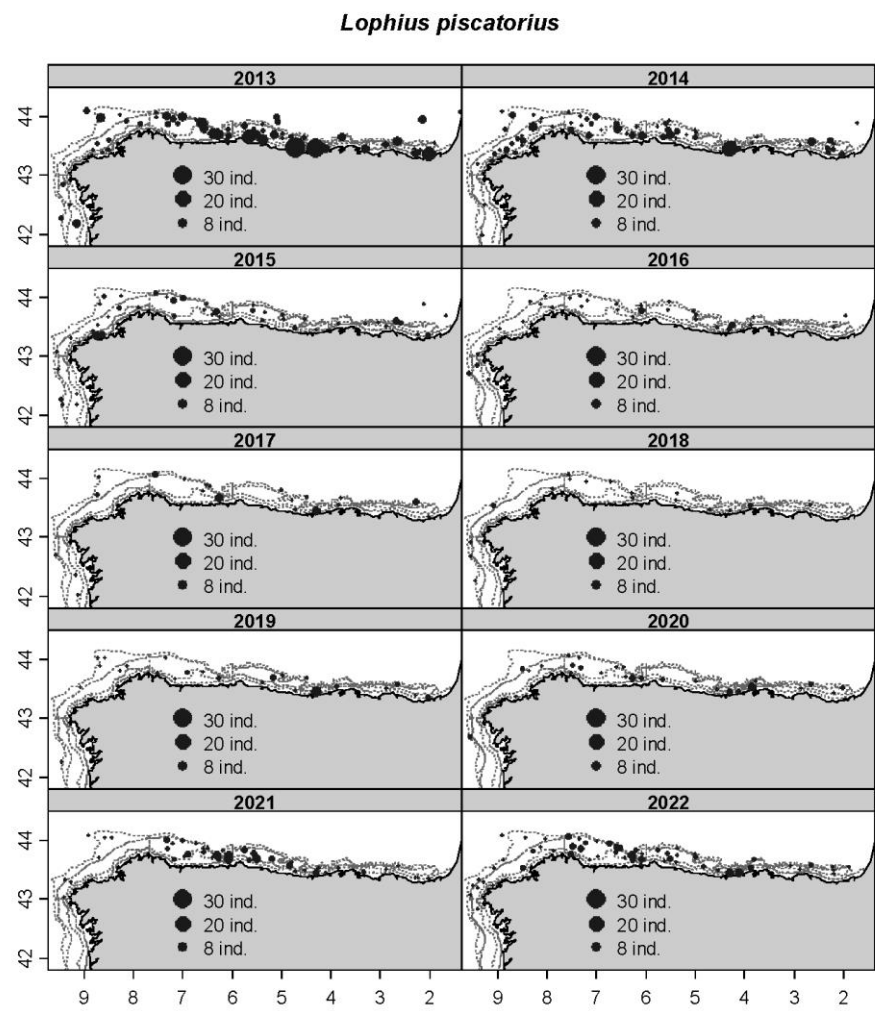 Lophius piscatorius
2013 2014
44
43
42
30 ind. 30 ind.
20 ind. 20 ind.
8 ind. 8 ind.
2015 2016
44
43
42
30 ind. 30 ind.
20 ind. 20 ind.
8 ind. 8 ind.
2017 2018
44
43
42
30 ind. 30 ind.
20 ind. 20 ind.
8 ind. 8 ind.
2019 2020
44
43
42
30 ind. 30 ind.
20 ind. 20 ind.
8 ind. 8 ind.
2021 2022
44
43
42
30 ind. 30 ind.
20 ind. 20 ind.
8 ind. 8 ind.
9 8 7 6 5 4 3 2 9 8 7 6 5 4 3 2